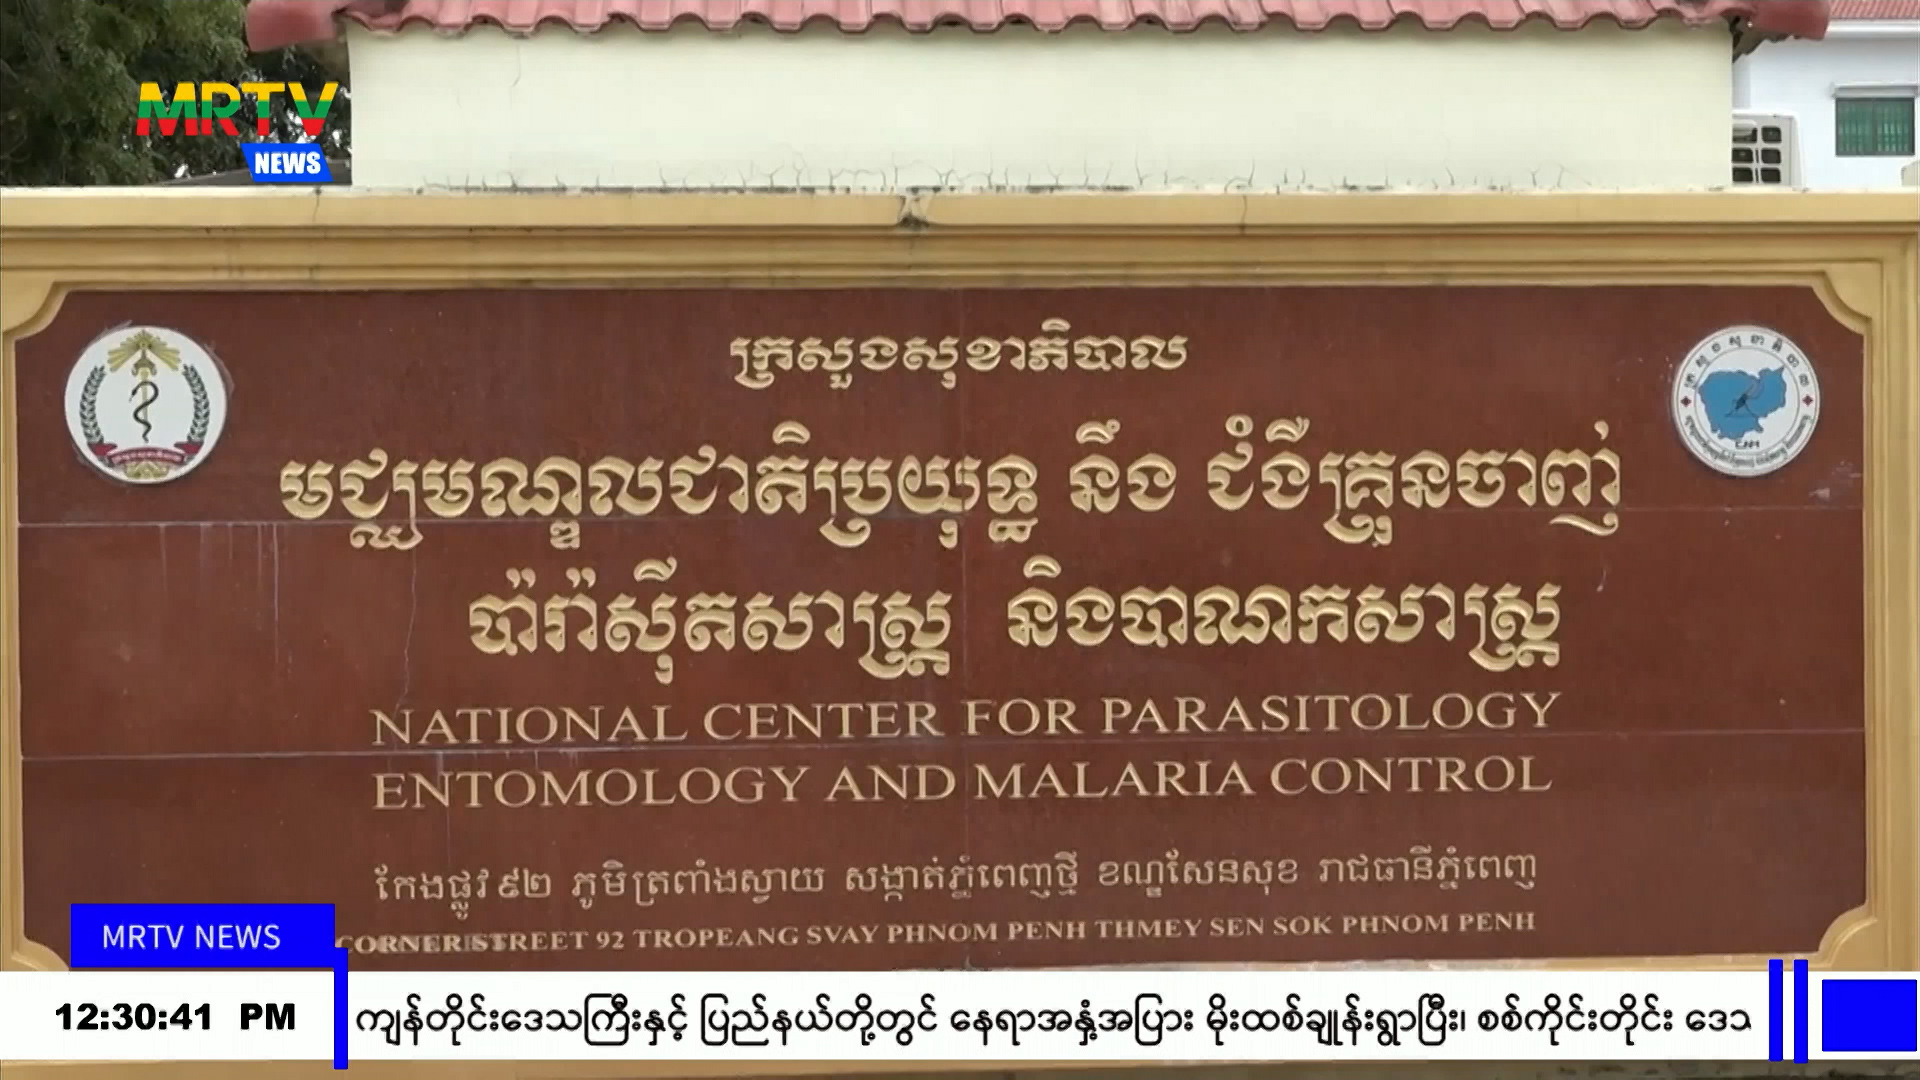 MRTV
NEWS
ក្រសួងសុខាភិបាល
មជ្ឈមណ្ឌលជាតិប្រយុទ្ធ នឹង ជំងឺគ្រុនចាញ់
ប៉ារ៉ាស៊ីតសាស្ត្រ និងបាណកសាស្ត្រ
NATIONAL CENTER FOR PARASITOLOGY
ENTOMOLOGY AND MALARIA CONTROL
កែងផ្លូវ៩២ ភូមិត្រពាំងស្វាយ សង្កាត់ភ្នំពេញថ្មី ខណ្ឌសែនសុខ រាជធានីភ្នំពេញ
CORNER STREET 92 TROPEANG SVAY PHNOM PENH THMEY SEN SOK PHNOM PENH
MRTV NEWS
12:30:41 PM
ကျန်တိုင်းဒေသကြီးနှင့် ပြည်နယ်တို့တွင် နေရာအနှံ့အပြား မိုးထစ်ချုန်းရွာပြီး၊ စစ်ကိုင်းတိုင်း